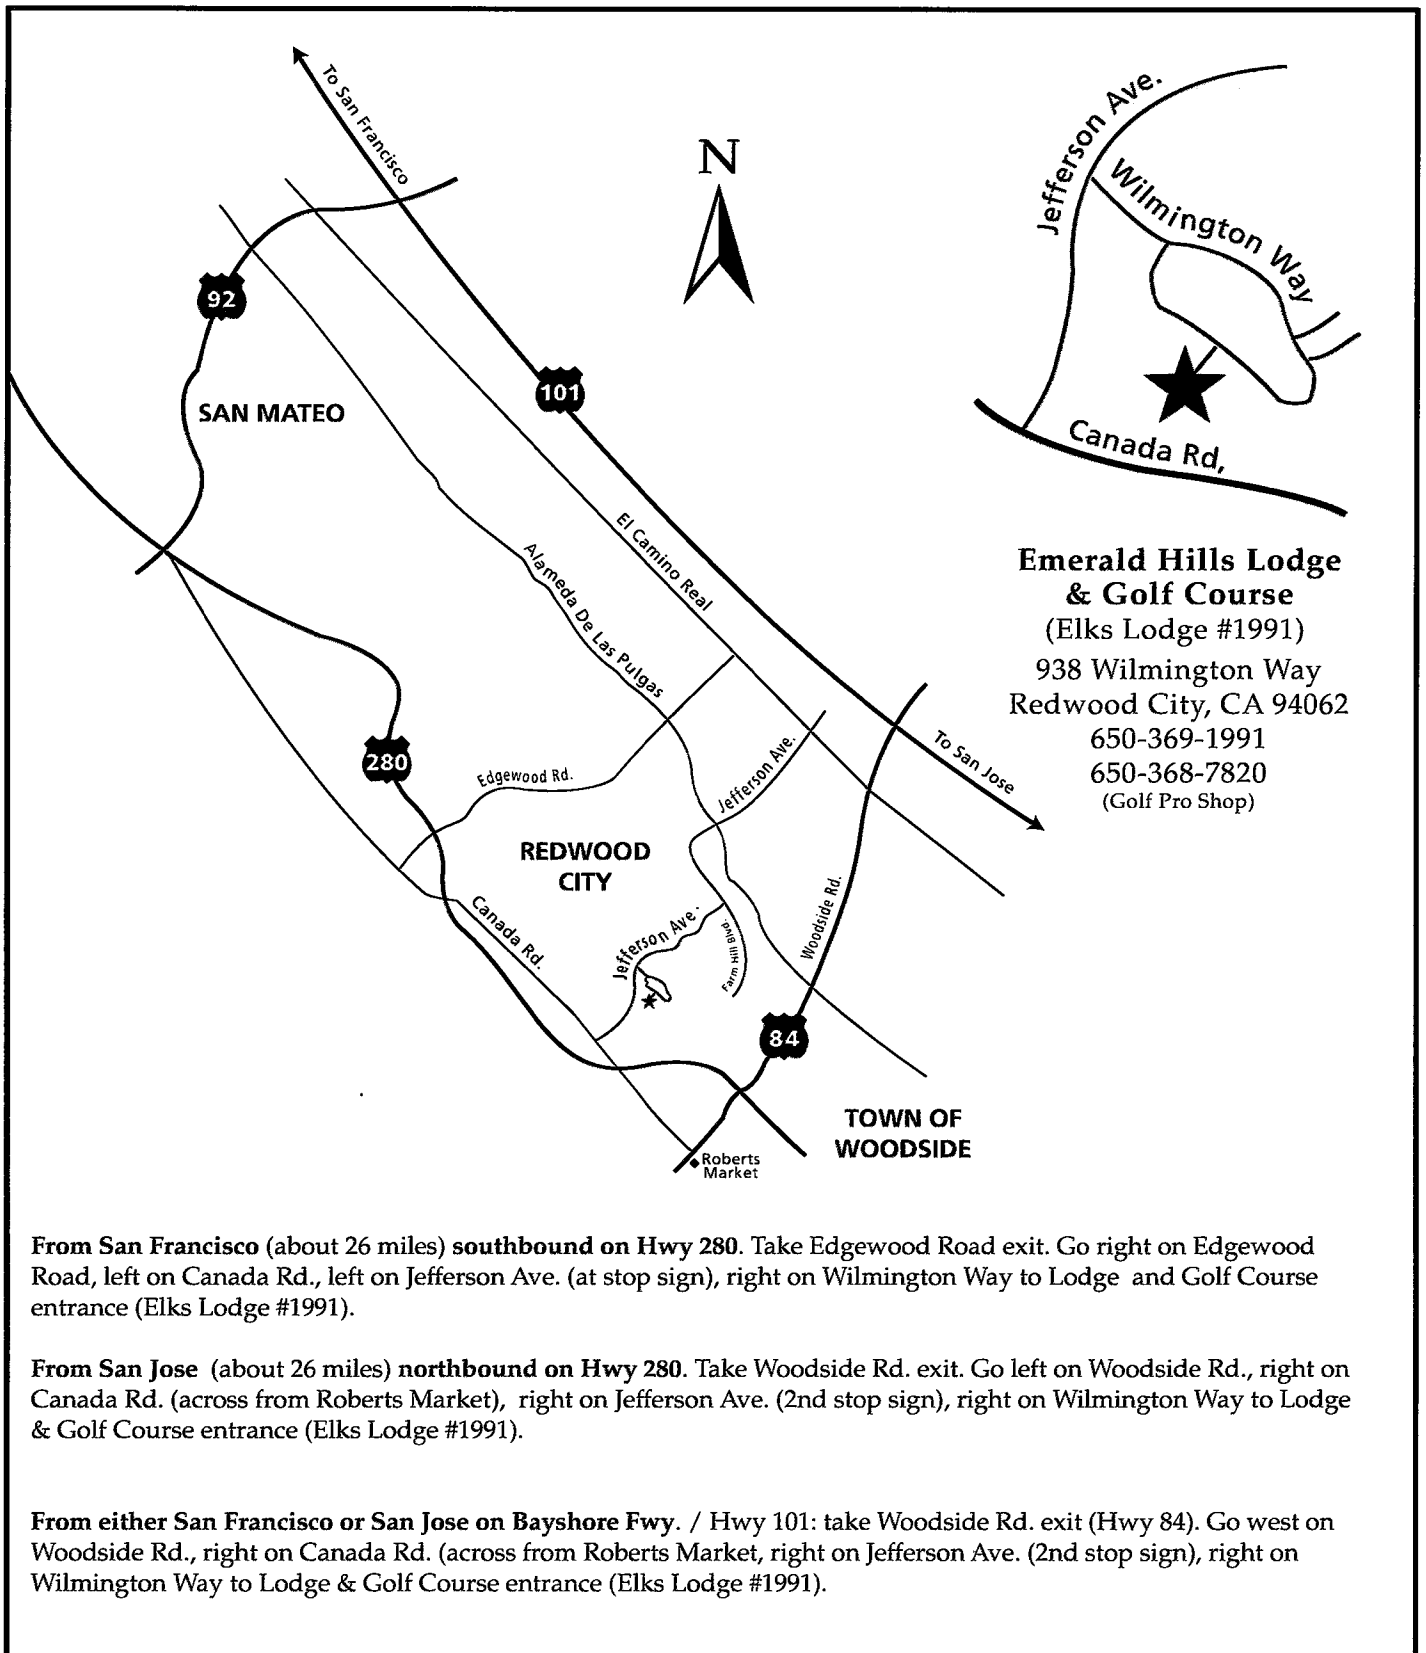 To San Francisco
N
Jefferson Ave.
Wilmington Way
92
101
SAN MATEO
Canada Rd,
El Camino Real
Alameda De Las Pulgas
Emerald Hills Lodge
& Golf Course
(Elks Lodge #1991)
938 Wilmington Way
Redwood City, CA 94062
650-369-1991
650-368-7820
(Golf Pro Shop)
To San Jose
280
Edgewood Rd.
Jefferson Ave.
REDWOOD
CITY
Canada Rd.
Jefferson Ave.
Farm Hill Blvd.
Woodside Rd.
84
TOWN OF
WOODSIDE
Roberts
Market
From San Francisco (about 26 miles) southbound on Hwy 280. Take Edgewood Road exit. Go right on Edgewood
Road, left on Canada Rd., left on Jefferson Ave. (at stop sign), right on Wilmington Way to Lodge and Golf Course
entrance (Elks Lodge #1991).
From San Jose (about 26 miles) northbound on Hwy 280. Take Woodside Rd. exit. Go left on Woodside Rd., right on
Canada Rd. (across from Roberts Market), right on Jefferson Ave. (2nd stop sign), right on Wilmington Way to Lodge
& Golf Course entrance (Elks Lodge #1991).
From either San Francisco or San Jose on Bayshore Fwy. / Hwy 101: take Woodside Rd. exit (Hwy 84). Go west on
Woodside Rd., right on Canada Rd. (across from Roberts Market, right on Jefferson Ave. (2nd stop sign), right on
Wilmington Way to Lodge & Golf Course entrance (Elks Lodge #1991).